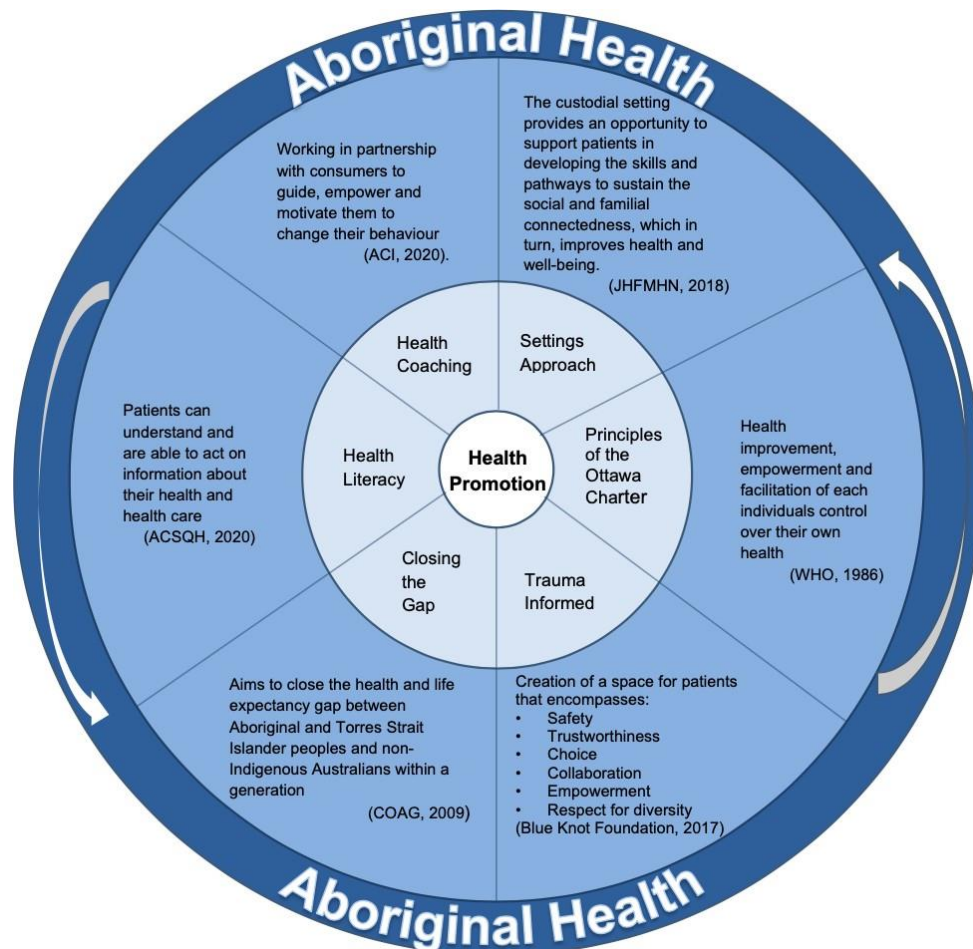 Aboriginal Health
Working in partnership
with consumers to
guide, empower and
motivate them to
change their behaviour
(ACI, 2020).
The custodial setting
provides an opportunity to
support patients in
developing the skills and
pathways to sustain the
social and familial
connectedness, which in
turn, improves health and
well-being.
(JHFMHN, 2018)
Health
Coaching
Settings
Approach
Patients can
understand and
are able to act on
information about
their health and
health care
(ACSQH, 2020)
Health
Literacy
Health
Promotion
Principles
of the
Ottawa
Charter
Health
improvement,
empowerment and
facilitation of each
individuals control
over their own
health
(WHO, 1986)
Closing
the
Gap
Trauma
Informed
Aims to close the health and life
expectancy gap between
Aboriginal and Torres Strait
Islander peoples and non-
Indigenous Australians within a
generation
(COAG, 2009)
Creation of a space for patients
that encompasses:
• Safety
• Trustworthiness
• Choice
• Collaboration
• Empowerment
• Respect for diversity
(Blue Knot Foundation, 2017)
Aboriginal Health